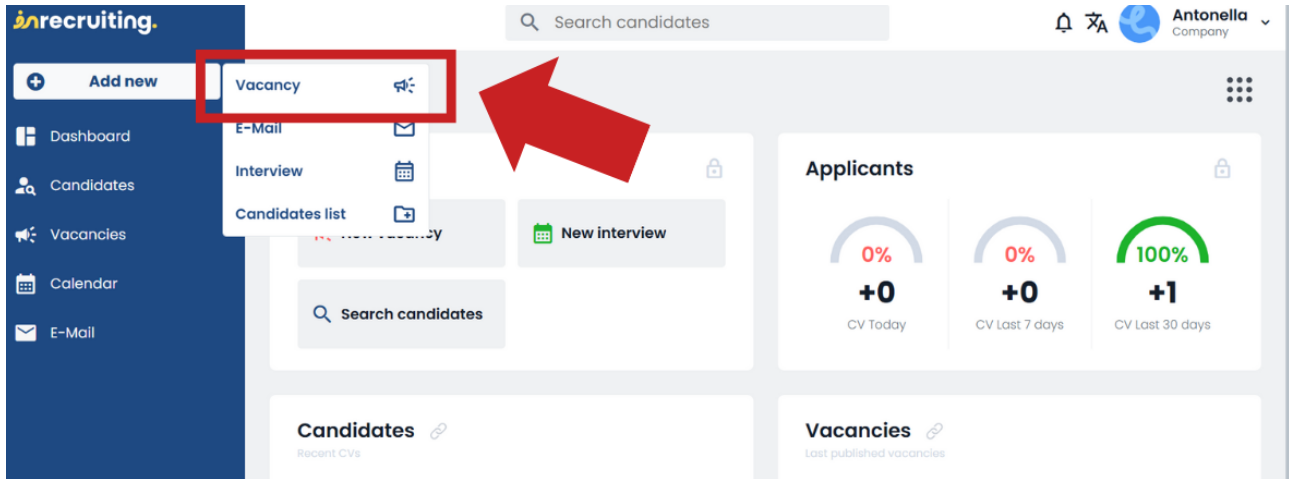 inrecruiting.
Search candidates
Antonella
Company
Add new
Vacancy
E-Mail
Interview
Candidates list
Dashboard
Candidates
Vacancies
Calendar
E-Mail
New vacancy
New interview
Search candidates
Applicants
0%
+0
CV Today
0%
+0
CV Last 7 days
100%
+1
CV Last 30 days
Candidates
Recent CVs
Vacancies
Last published vacancies